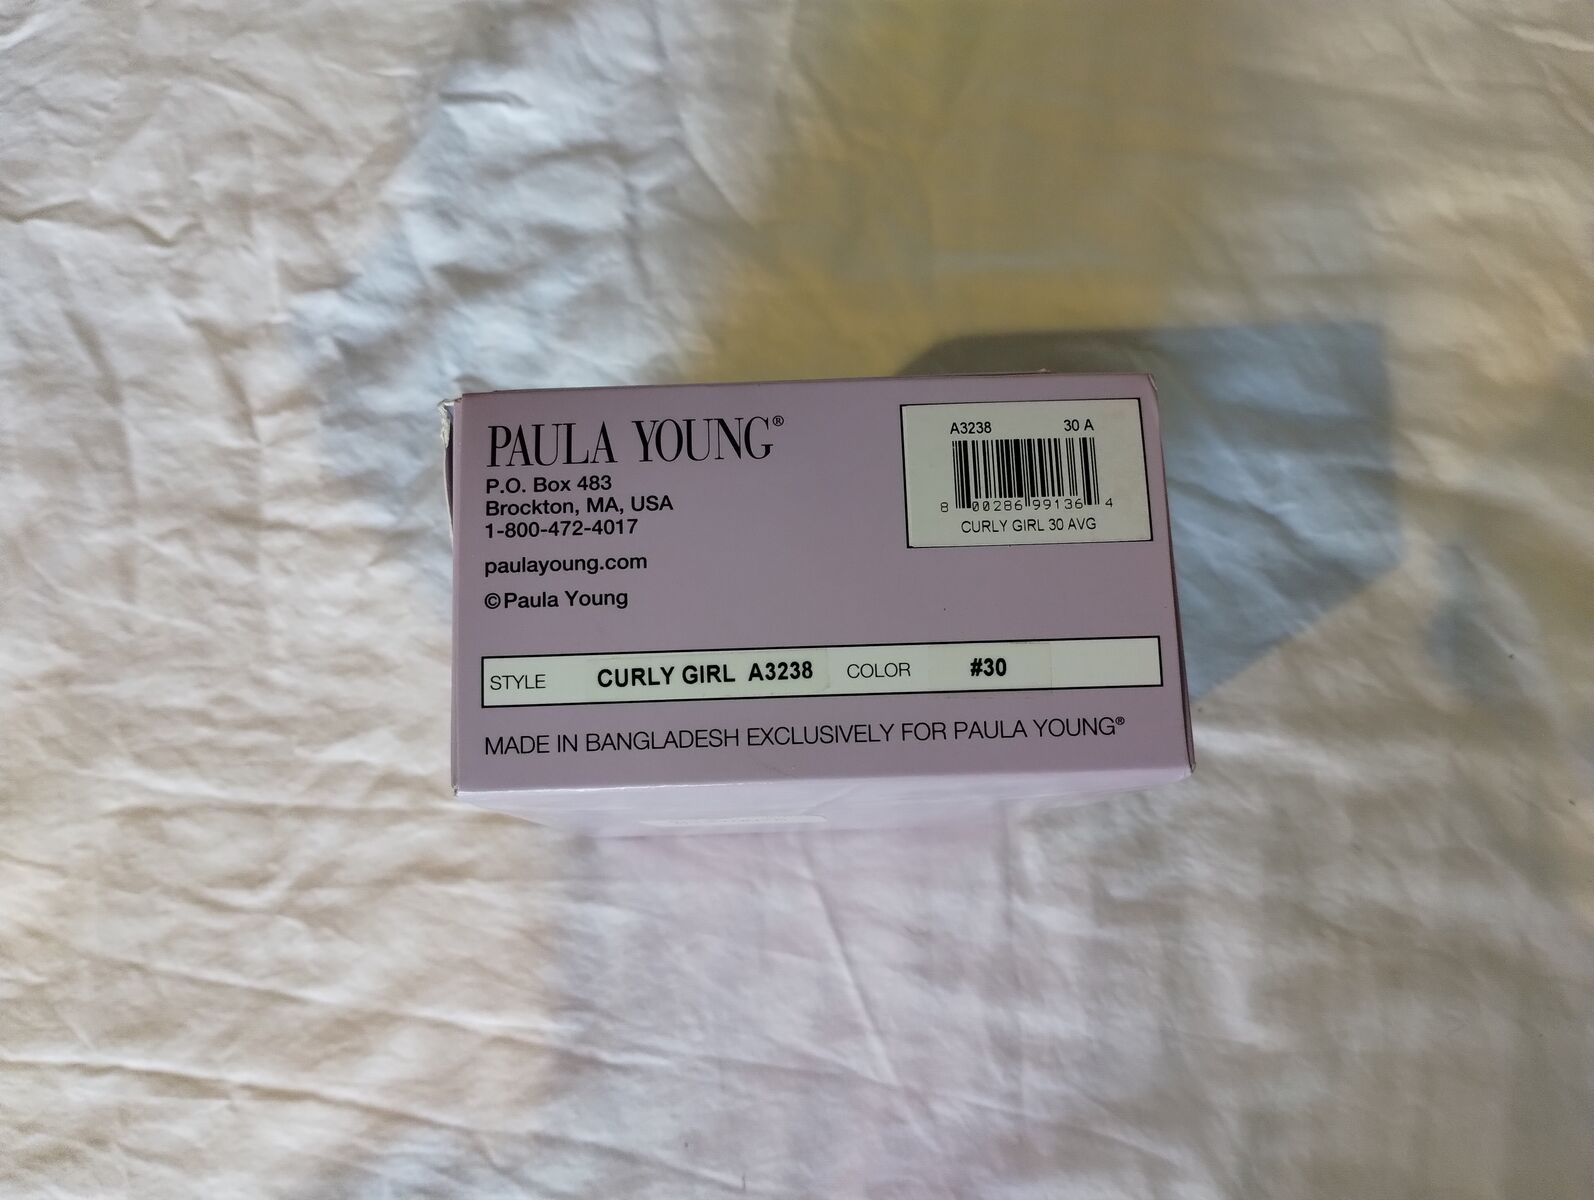 PAULA YOUNG®
P.O. Box 483
Brockton, MA, USA
1-800-472-4017
paulayoung.com
©Paula Young
A3238 30 A
8 00286 99136 4
CURLY GIRL 30 AVG
STYLE CURLY GIRL A3238 COLOR #30
MADE IN BANGLADESH EXCLUSIVELY FOR PAULA YOUNG®